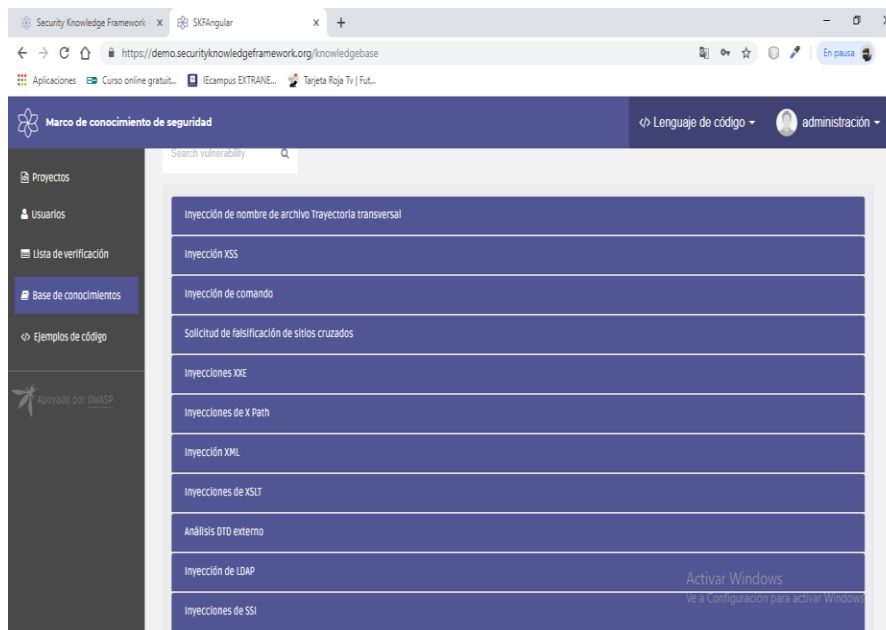 Security Knowledge Framework -
SKFAngular
https://demo.securityknowledgeframework.org/knowledgebase
En pausa
Aplicaciones
Curso online gratuit...
IEcampus EXTRANE...
Tarjeta Roja Tv | Fut...
Marco de conocimiento de seguridad
</> Lenguaje de código
administración
Search vulnerability
Proyectos
Usuarios
Lista de verificación
Base de conocimientos
</> Ejemplos de código
Apoyado por OWASP
Inyección de nombre de archivo Trayectoria transversal
Inyección XSS
Inyección de comando
Solicitud de falsificación de sitios cruzados
Inyecciones XXE
Inyecciones de X Path
Inyección XML
Inyecciones de XSLT
Análisis DTD externo
Inyección de LDAP
Inyecciones de SSI
Activar Windows
Ve a Configuración para activar Windows